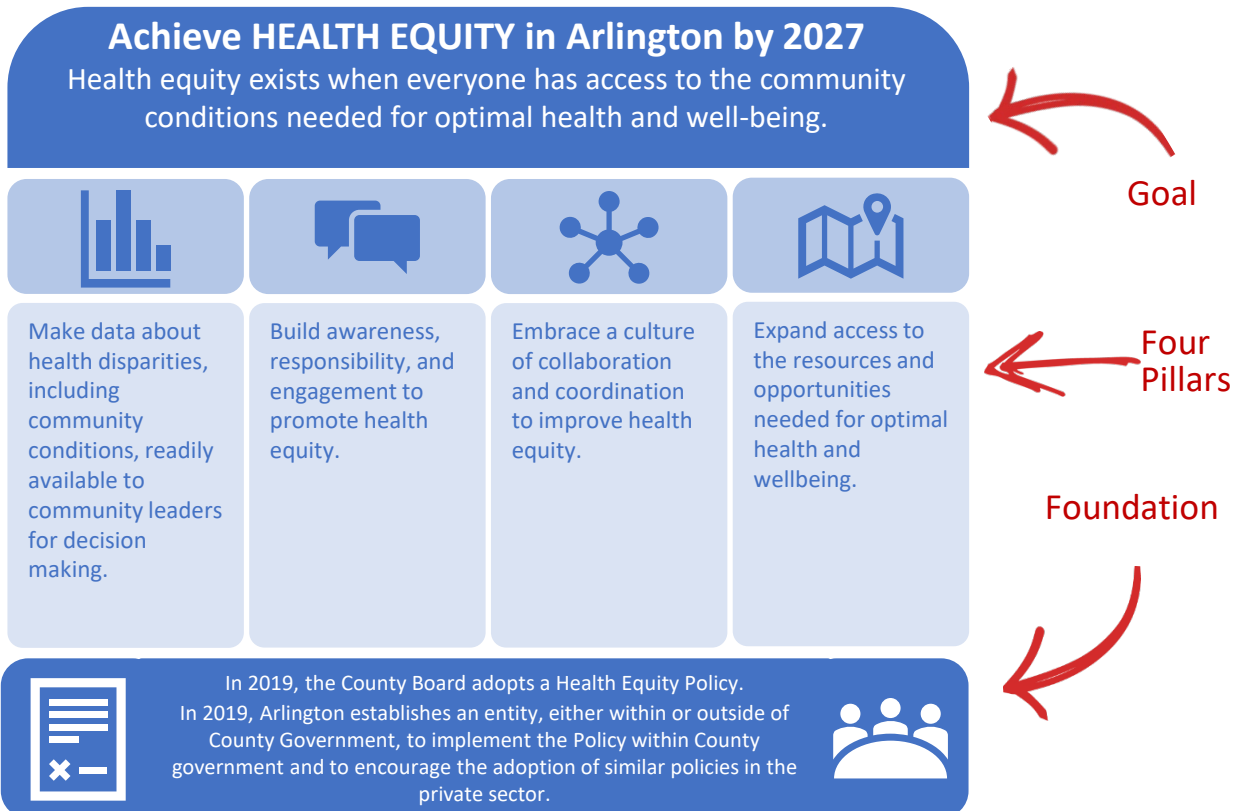 Achieve HEALTH EQUITY in Arlington by 2027
Health equity exists when everyone has access to the community
conditions needed for optimal health and well-being.
Goal
Make data about
health disparities,
including
community
conditions, readily
available to
community leaders
for decision
making.
Build awareness,
responsibility, and
engagement to
promote health
equity.
Embrace a culture
of collaboration
and coordination
to improve health
equity.
Expand access to
the resources and
opportunities
needed for optimal
health and
wellbeing.
Four
Pillars
Foundation
In 2019, the County Board adopts a Health Equity Policy.
In 2019, Arlington establishes an entity, either within or outside of
County Government, to implement the Policy within County
government and to encourage the adoption of similar policies in the
private sector.